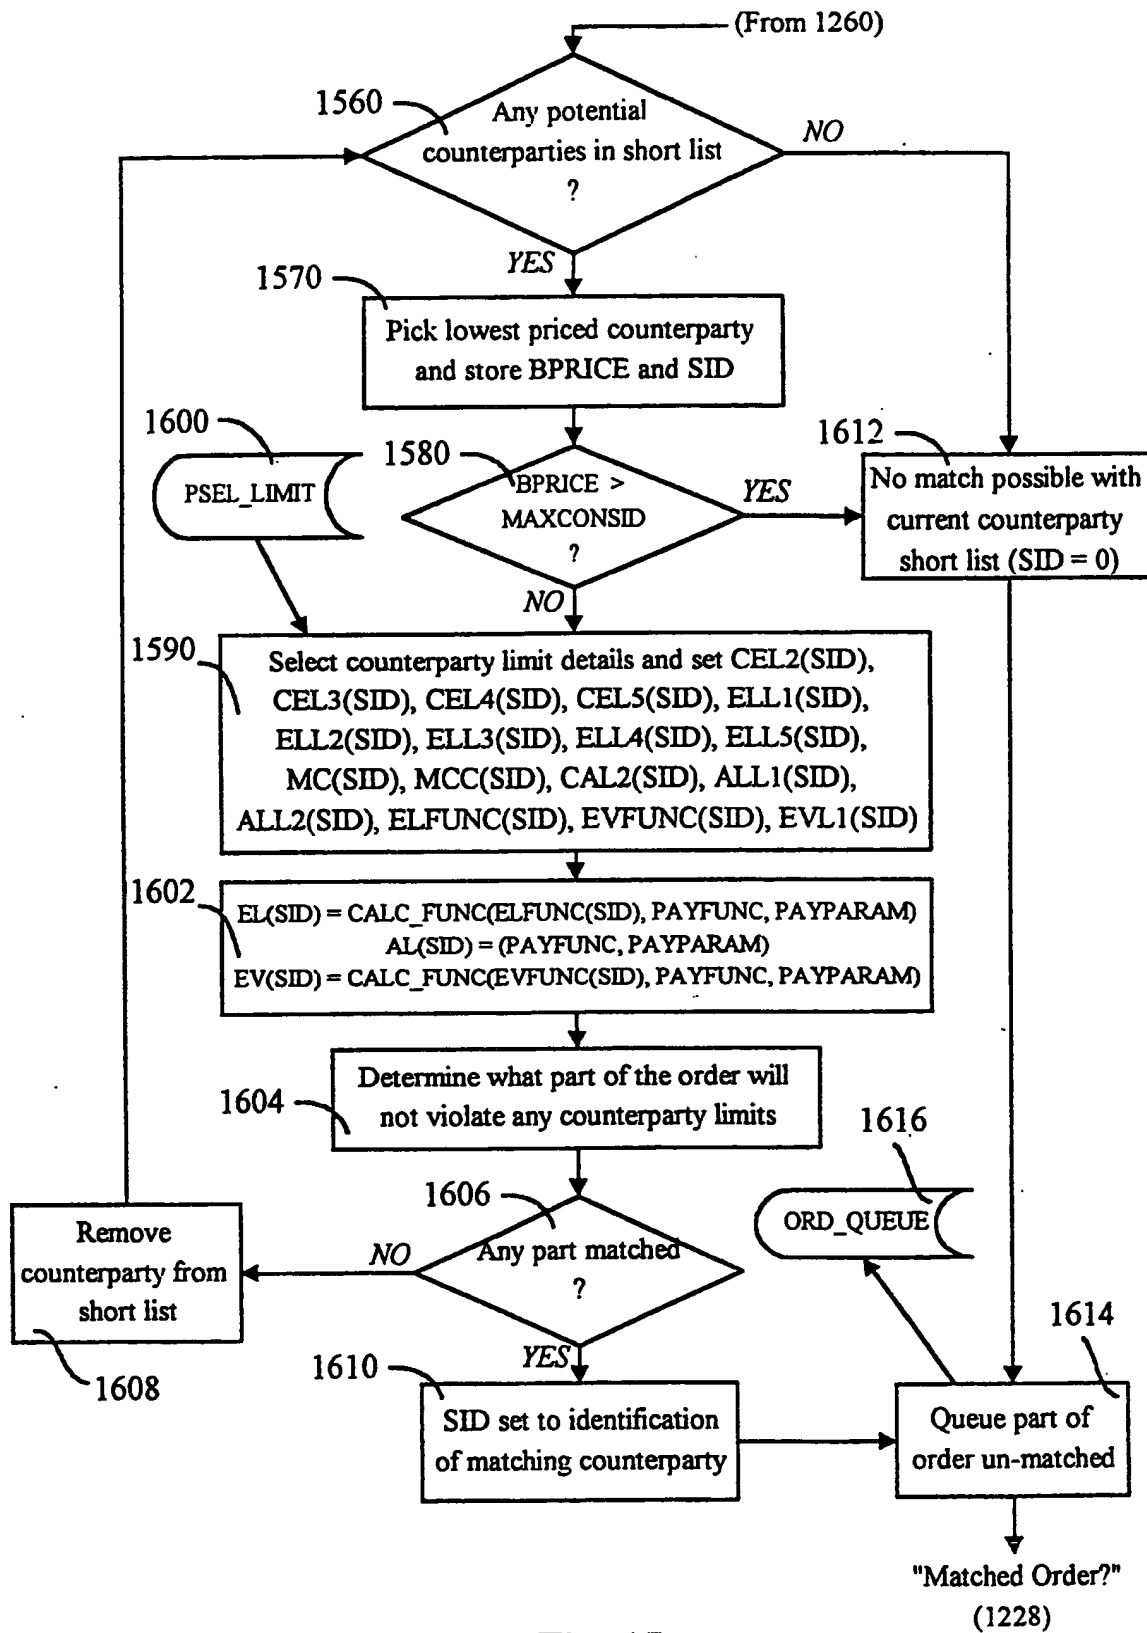 (From 1260)
1560
Any potential
counterparties in short list
?
NO
YES
1570
Pick lowest priced counterparty
and store BPRICE and SID
1600
PSEL_LIMIT
1580
BPRICE >
MAXCONSID
?
YES
NO
1612
No match possible with
current counterparty
short list (SID = 0)
1590
Select counterparty limit details and set CEL2(SID),
CEL3(SID), CEL4(SID), CEL5(SID), ELL1(SID),
ELL2(SID), ELL3(SID), ELL4(SID), ELL5(SID),
MC(SID), MCC(SID), CAL2(SID), ALL1(SID),
ALL2(SID), ELFUNC(SID), EVFUNC(SID), EVL1(SID)
1602
EL(SID) = CALC_FUNC(ELFUNC(SID), PAYFUNC, PAYPARAM)
AL(SID) = (PAYFUNC, PAYPARAM)
EV(SID) = CALC_FUNC(EVFUNC(SID), PAYFUNC, PAYPARAM)
1604
Determine what part of the order will
not violate any counterparty limits
1606
Any part matched
?
NO
YES
Remove
counterparty from
short list
1608
1610
SID set to identification
of matching counterparty
1616
ORD_QUEUE
1614
Queue part of
order un-matched
"Matched Order?"
(1228)